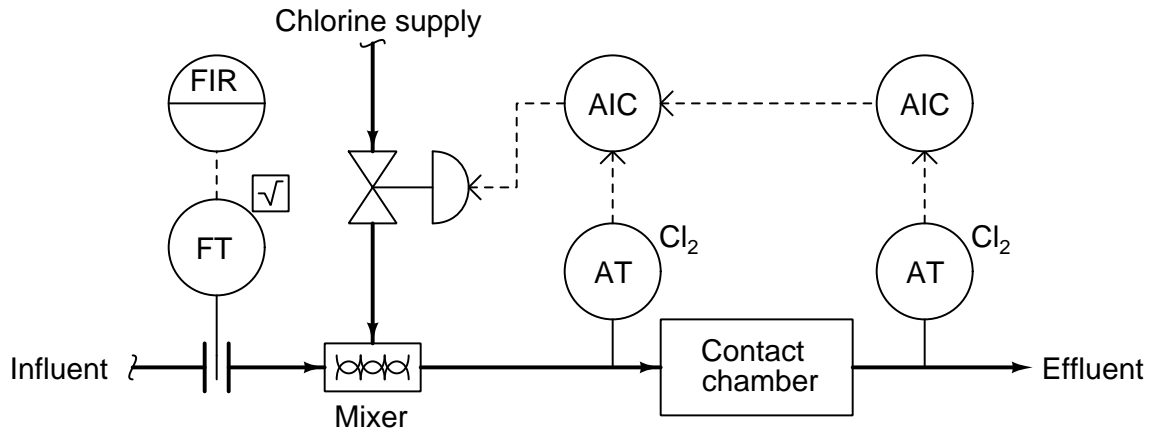 Chlorine supply
FIR
AIC
AIC
√
FT
Cl₂
Cl₂
AT
AT
Influent
Contact
chamber
Effluent
Mixer